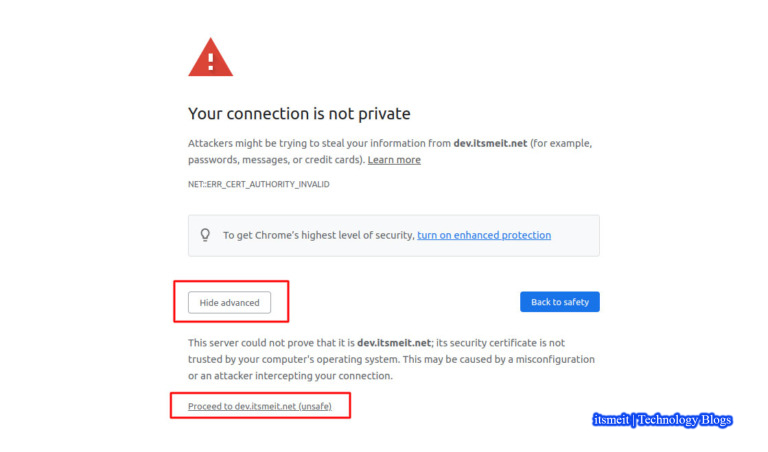 Your connection is not private
Attackers might be trying to steal your information from dev.itsmeit.net (for example,
passwords, messages, or credit cards). Learn more
NET::ERR_CERT_AUTHORITY_INVALID
To get Chrome's highest level of security, turn on enhanced protection
Hide advanced
Back to safety
This server could not prove that it is dev.itsmeit.net; its security certificate is not
trusted by your computer's operating system. This may be caused by a misconfiguration
or an attacker intercepting your connection.
Proceed to dev.itsmeit.net (unsafe)
itsmeit | Technology Blogs